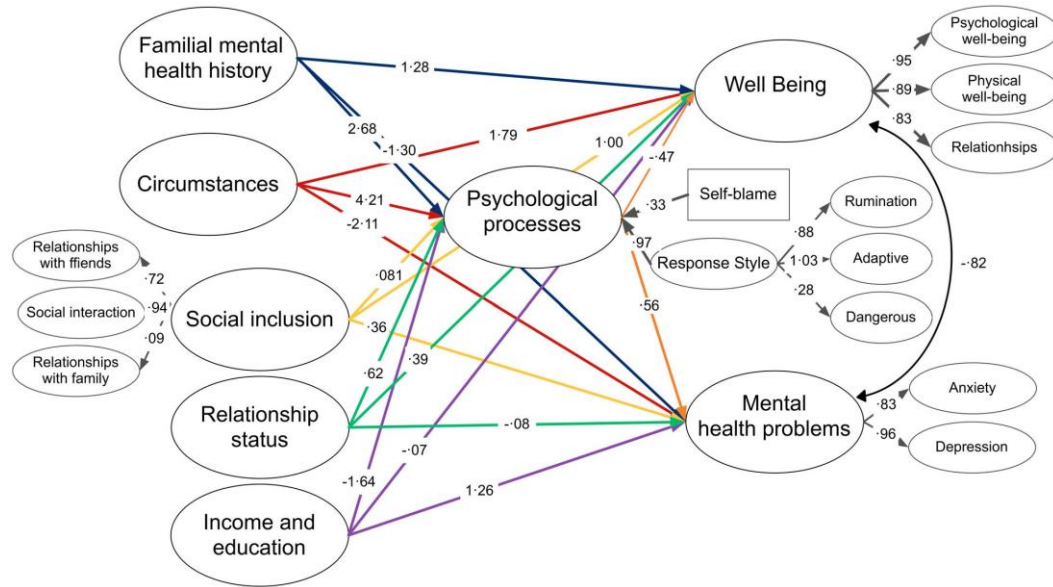 Familial mental
health history
Circumstances
Relationships
with ffiends
Social interaction
Relationships
with family
Social inclusion
Relationship
status
Income and
education
Psychological
processes
Well Being
Mental
health problems
Self-blame
Response Style
Rumination
Adaptive
Dangerous
Psychological
well-being
Physical
well-being
Relationhsips
Anxiety
Depression
1·28
2·68
-1·30
1·79
4·21
-2·11
1·00
-·47
·081
·36
·62
·39
-·08
-·07
-1·64
1·26
·33
·97
·56
·88
1·03
·28
·95
·89
·83
-·82
·83
·96
·72
·94
·09